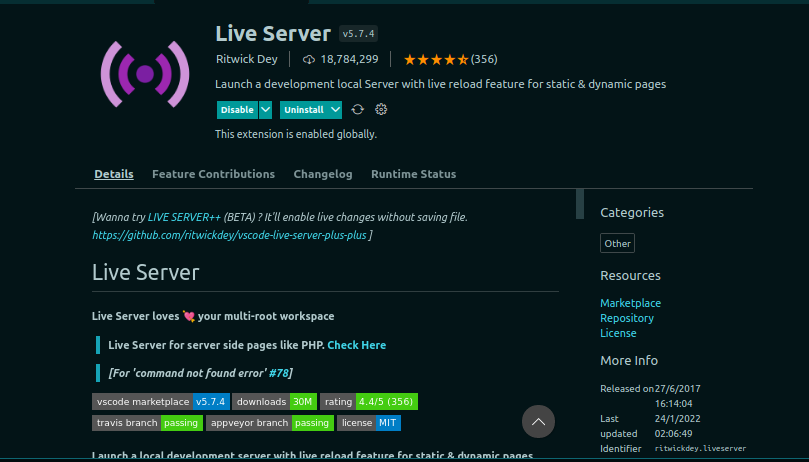 Live Server v5.7.4
Ritwick Dey 18,784,299 (356)
Launch a development local Server with live reload feature for static & dynamic pages
Disable Uninstall
This extension is enabled globally.
Details Feature Contributions Changelog Runtime Status
[Wanna try LIVE SERVER++ (BETA) ? It'll enable live changes without saving file.
https://github.com/ritwickdey/vscode-live-server-plus-plus ]
Live Server
Live Server loves 💘 your multi-root workspace
Live Server for server side pages like PHP. Check Here
[For 'command not found error' #78]
vscode marketplace v5.7.4 downloads 30M rating 4.4/5 (356)
travis branch passing appveyor branch passing license MIT
Launch a local development server with live reload feature for static & dynamic pages
Categories
Other
Resources
Marketplace
Repository
License
More Info
Released on 27/6/2017
16:14:04
Last 24/1/2022
updated 02:06:49
Identifier ritwickdey.liveserver